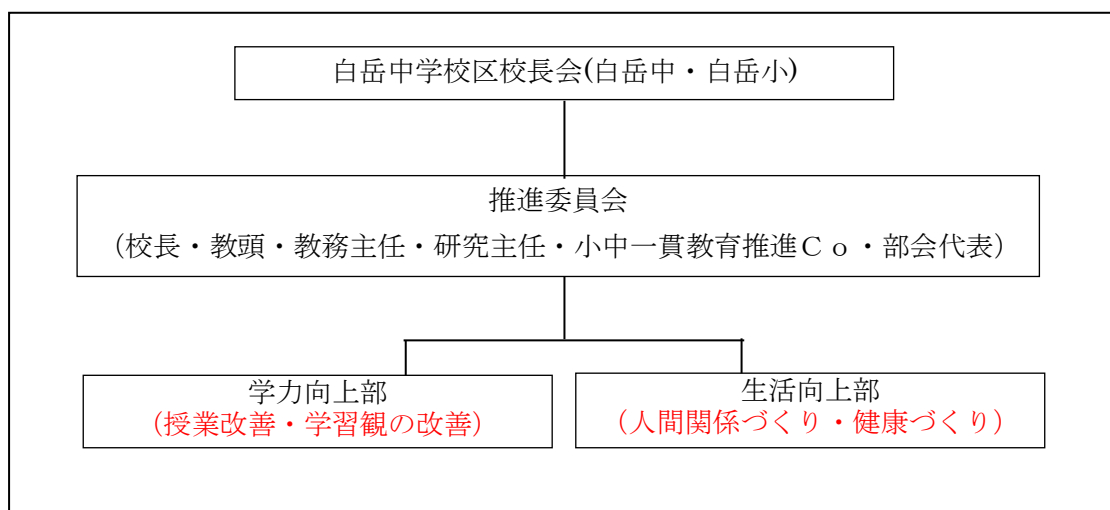 白岳中学校区校長会(白岳中・白岳小)
推進委員会
(校長・教頭・教務主任・研究主任・小中一貫教育推進Ｃｏ・部会代表)
学力向上部
(授業改善・学習観の改善)
生活向上部
(人間関係づくり・健康づくり)